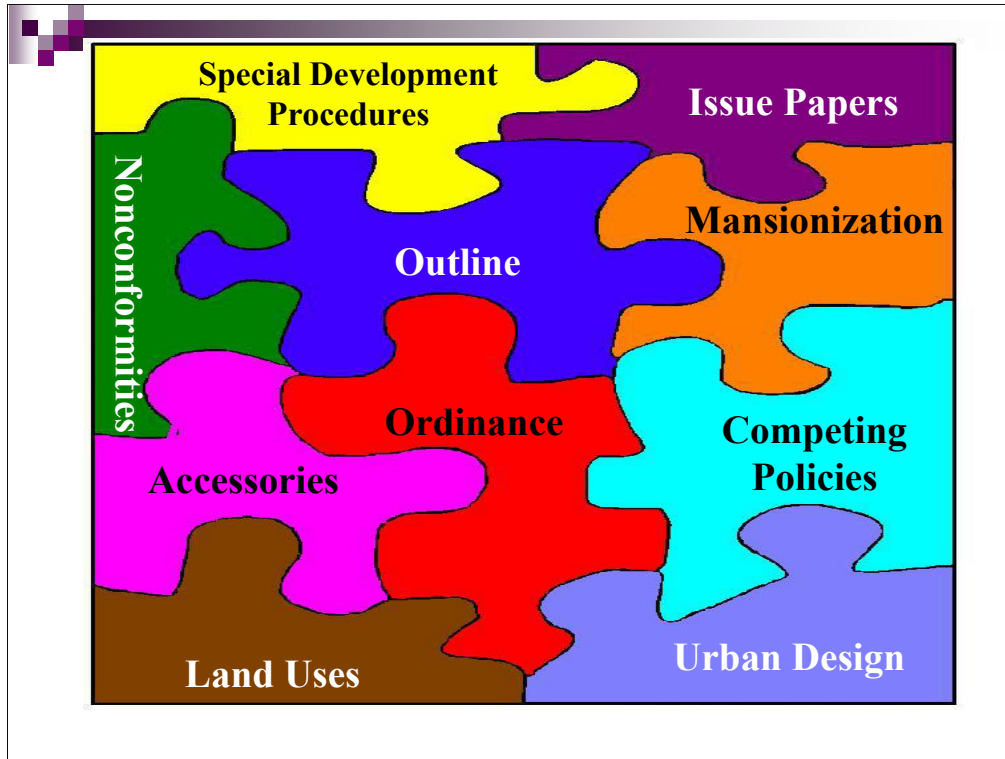 Special Development
Procedures
Issue Papers
Nonconformities
Mansionization
Outline
Ordinance
Competing
Policies
Accessories
Land Uses
Urban Design